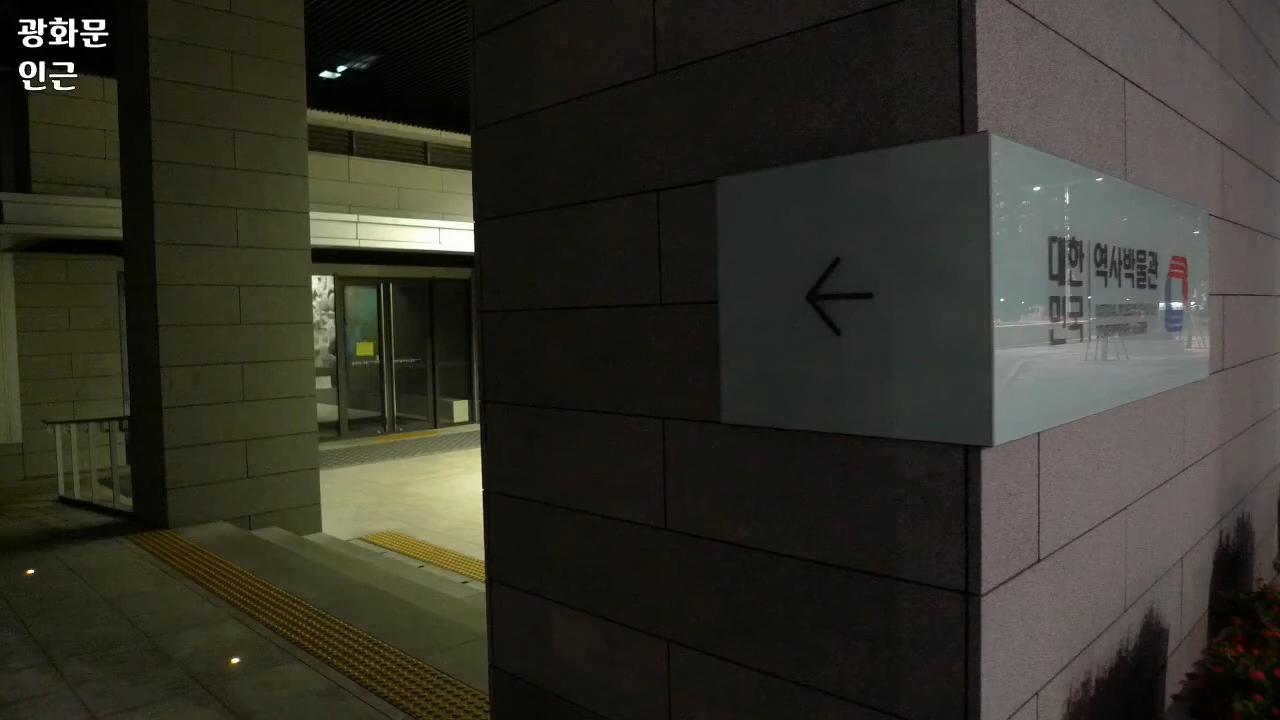 광화문
인근
대한 역사박물관
민국